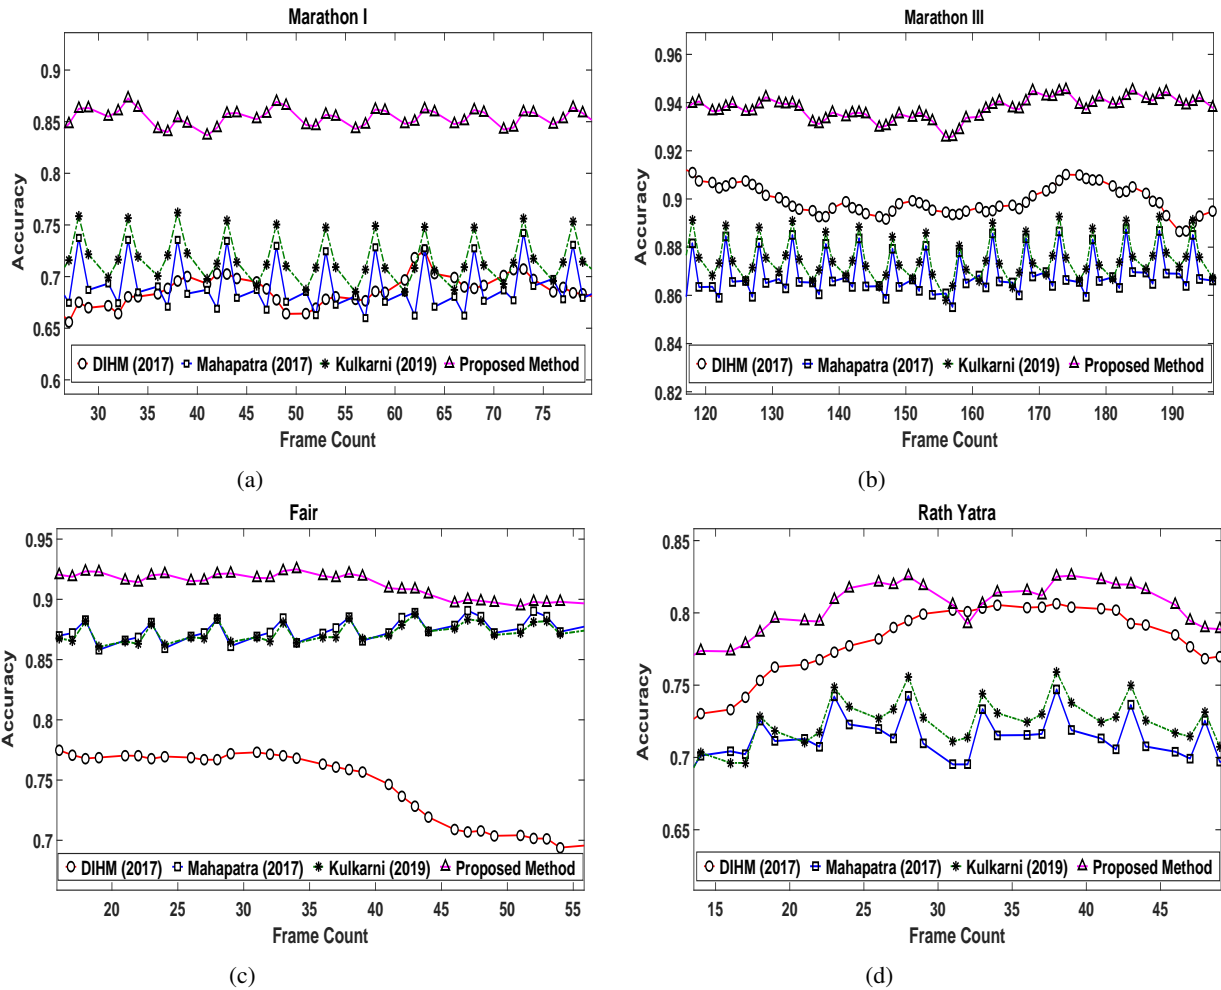 Marathon I
0.9
0.85
0.8
0.75
0.7
0.65
0.6
Accuracy
DIHM (2017) Mahapatra (2017) Kulkarni (2019) Proposed Method
30 35 40 45 50 55 60 65 70 75
Frame Count
(a)
Marathon III
0.96
0.94
0.92
0.9
0.88
0.86
0.84
0.82
Accuracy
DIHM (2017) Mahapatra (2017) Kulkarni (2019) Proposed Method
120 130 140 150 160 170 180 190
Frame Count
(b)
Fair
0.95
0.9
0.85
0.8
0.75
0.7
Accuracy
DIHM (2017) Mahapatra (2017) Kulkarni (2019) Proposed Method
20 25 30 35 40 45 50 55
Frame Count
(c)
Rath Yatra
0.85
0.8
0.75
0.7
0.65
Accuracy
DIHM (2017) Mahapatra (2017) Kulkarni (2019) Proposed Method
15 20 25 30 35 40 45
Frame Count
(d)